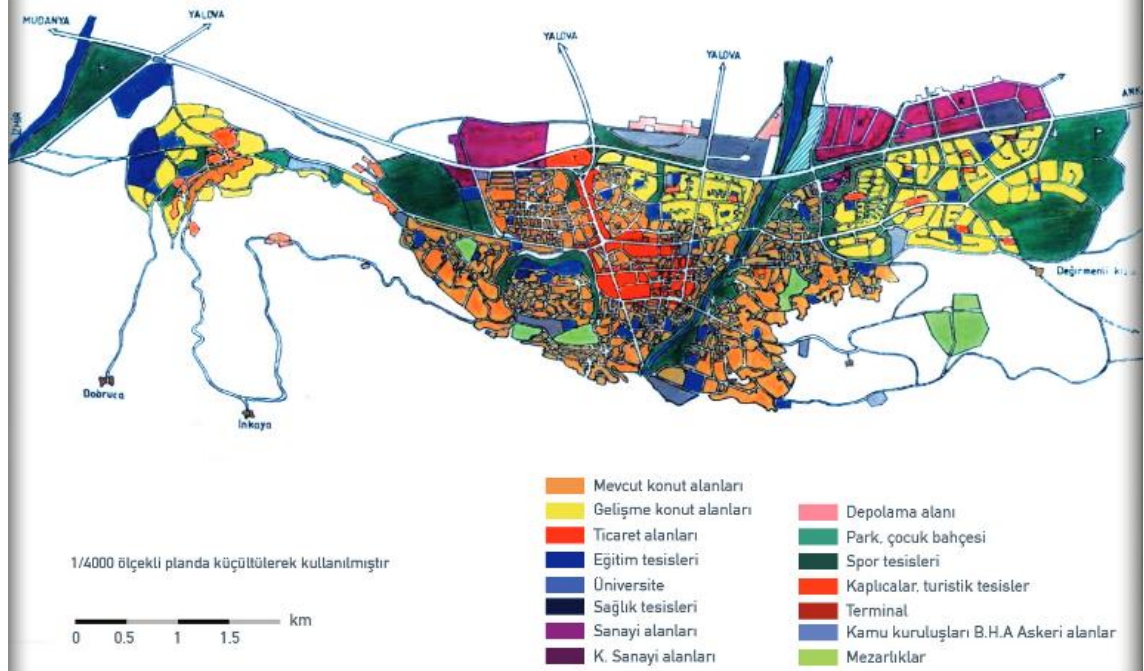 MUDANYA
YALOVA
YALOVA
YALOVA
İZMİR
Değirmenli
Dobruca
Inkaya
Mevcut konut alanları
Gelişme konut alanları
Ticaret alanları
Eğitim tesisleri
Üniversite
Sağlık tesisleri
Sanayi alanları
K. Sanayi alanları
Depolama alanı
Park, çocuk bahçesi
Spor tesisleri
Kaplıcalar, turistik tesisler
Terminal
Kamu kuruluşları B.H.A Askeri alanlar
Mezarlıklar
1/4000 ölçekli planda küçültülerek kullanılmıştır
km
0 0.5 1 1.5